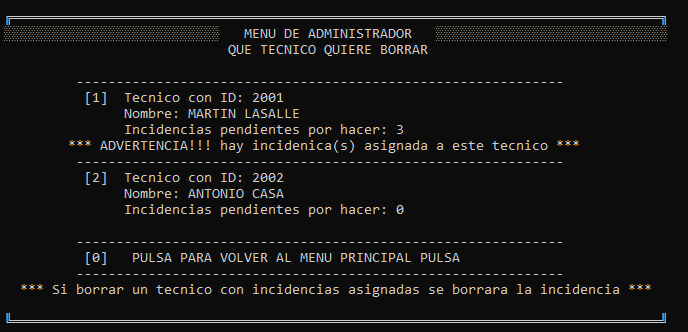 MENU DE ADMINISTRADOR
QUE TECNICO QUIERE BORRAR
-------------------------------------------------------------
[1] Tecnico con ID: 2001
Nombre: MARTIN LASALLE
Incidencias pendientes por hacer: 3
*** ADVERTENCIA!!! hay incidenica(s) asignada a este tecnico ***
-------------------------------------------------------------
[2] Tecnico con ID: 2002
Nombre: ANTONIO CASA
Incidencias pendientes por hacer: 0
-------------------------------------------------------------
[0] PULSA PARA VOLVER AL MENU PRINCIPAL PULSA
-------------------------------------------------------------
*** Si borrar un tecnico con incidencias asignadas se borrara la incidencia ***